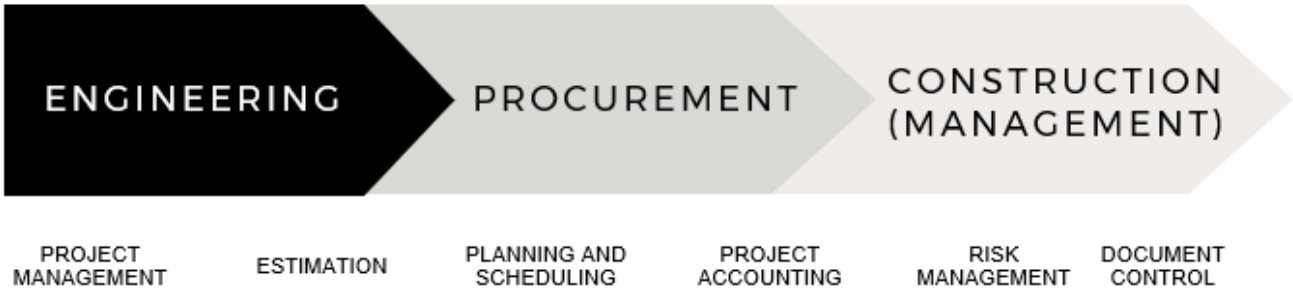 ENGINEERING
PROCUREMENT
CONSTRUCTION
(MANAGEMENT)
PROJECT
MANAGEMENT
ESTIMATION
PLANNING AND
SCHEDULING
PROJECT
ACCOUNTING
RISK
MANAGEMENT
DOCUMENT
CONTROL